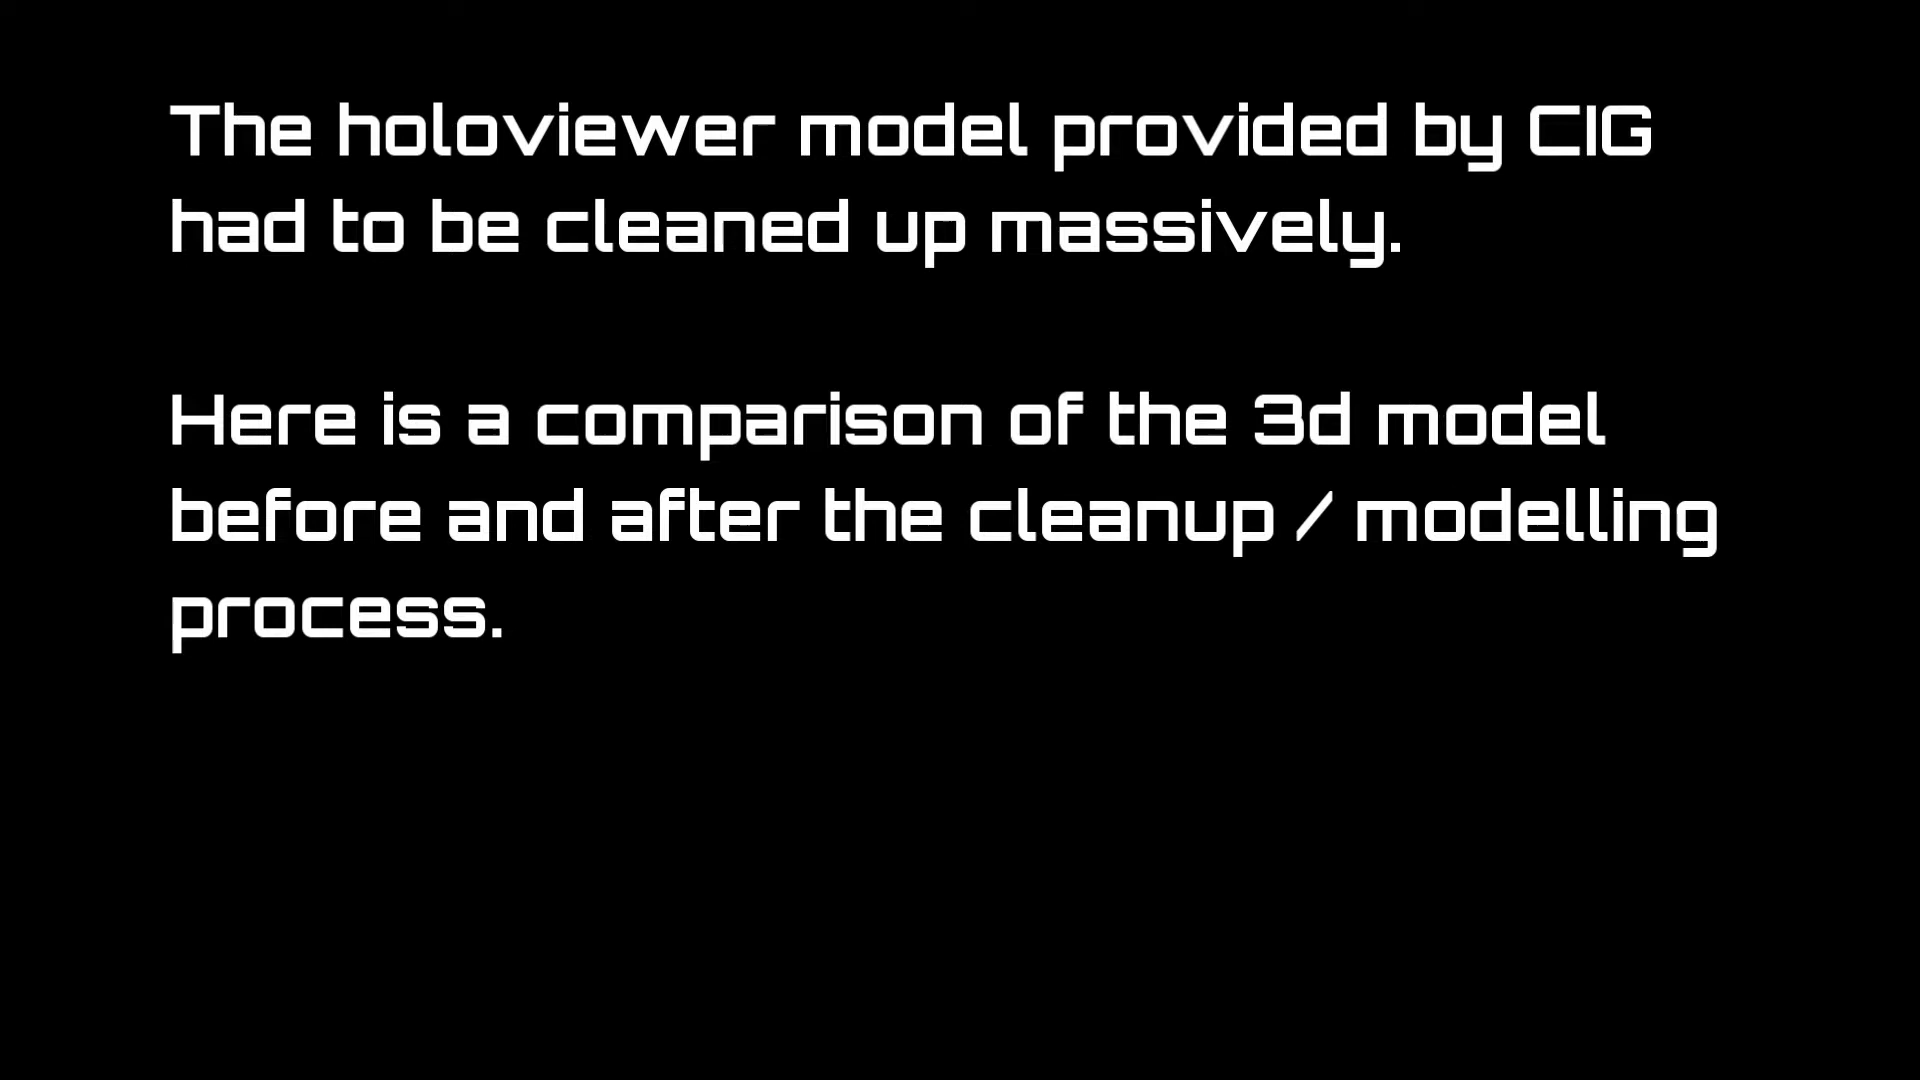 The holoviewer model provided by CIG
had to be cleaned up massively.
Here is a comparison of the 3d model
before and after the cleanup / modelling
process.